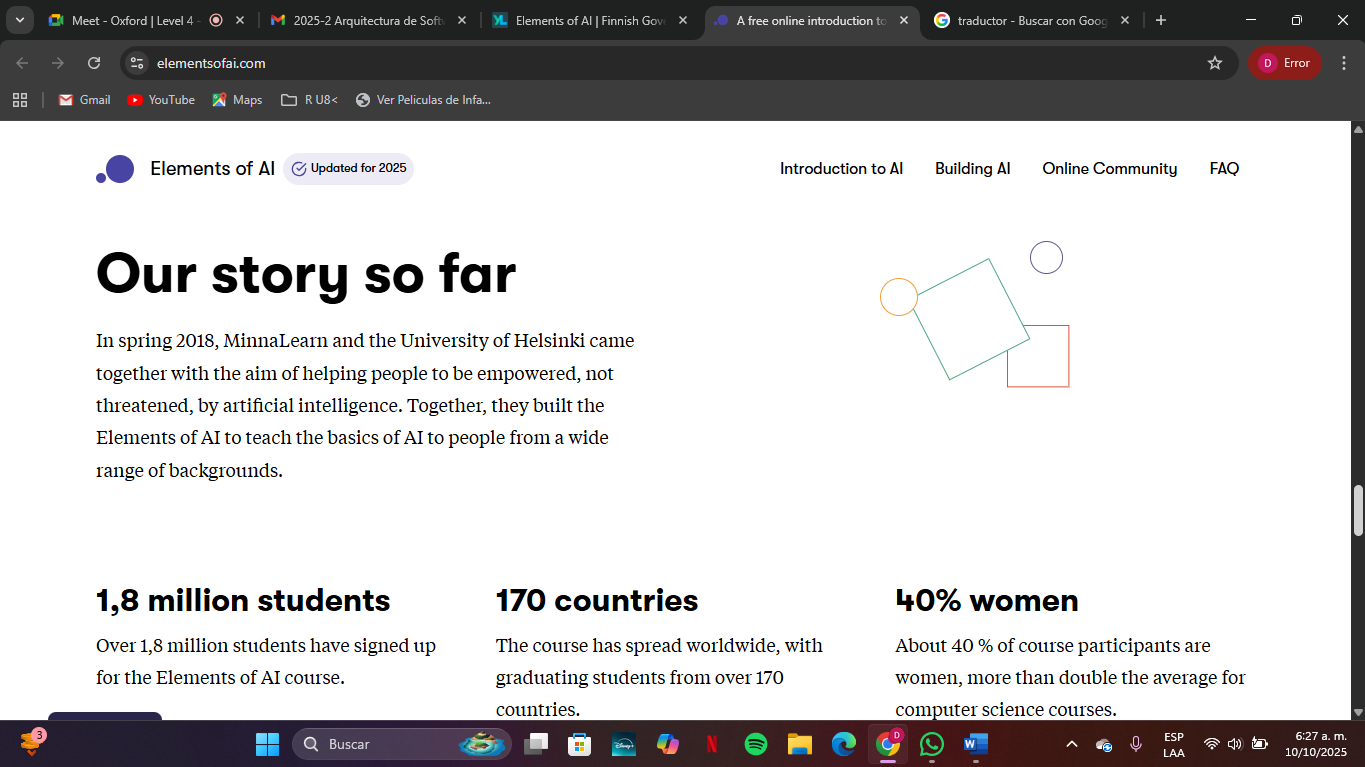 Meet - Oxford | Level 4 -
2025-2 Arquitectura de Softw
Elements of AI | Finnish Gove
A free online introduction to
traductor - Buscar con Goog
elementsofai.com
D Error
Gmail
YouTube
Maps
R U8<
Ver Peliculas de Infa...
Elements of AI
Updated for 2025
Introduction to AI
Building AI
Online Community
FAQ
Our story so far
In spring 2018, MinnaLearn and the University of Helsinki came
together with the aim of helping people to be empowered, not
threatened, by artificial intelligence. Together, they built the
Elements of AI to teach the basics of AI to people from a wide
range of backgrounds.
1,8 million students
Over 1,8 million students have signed up
for the Elements of AI course.
170 countries
The course has spread worldwide, with
graduating students from over 170
countries.
40% women
About 40 % of course participants are
women, more than double the average for
computer science courses.
3
Buscar
Disney+
N
D
W
ESP
LAA
6:27 a. m.
10/10/2025